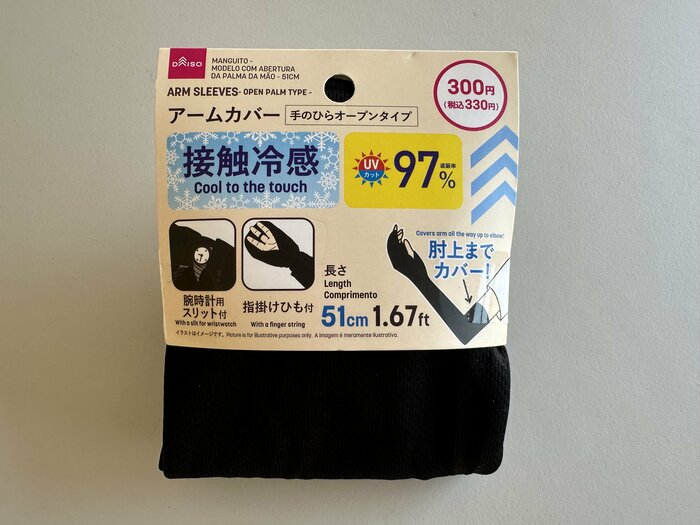 DAISO
MANGUITO -
MODELO COM ABERTURA
DA PALMA DA MÃO - 51CM
ARM SLEEVES- OPEN PALM TYPE -
アームカバー 手のひらオープンタイプ
300円
(税込330円)
接触冷感
Cool to the touch
UV
カット
97%
遮蔽率
Covers arm all the way up to elbow!
肘上まで
カバー!
腕時計用
スリット付
With a slit for wristwatch
指掛けひも付
With a finger string
長さ
Length
Comprimento
51cm 1.67ft
イラストはイメージです。 Picture is for illustrative purposes only. A imagem é meramente ilustrativa.